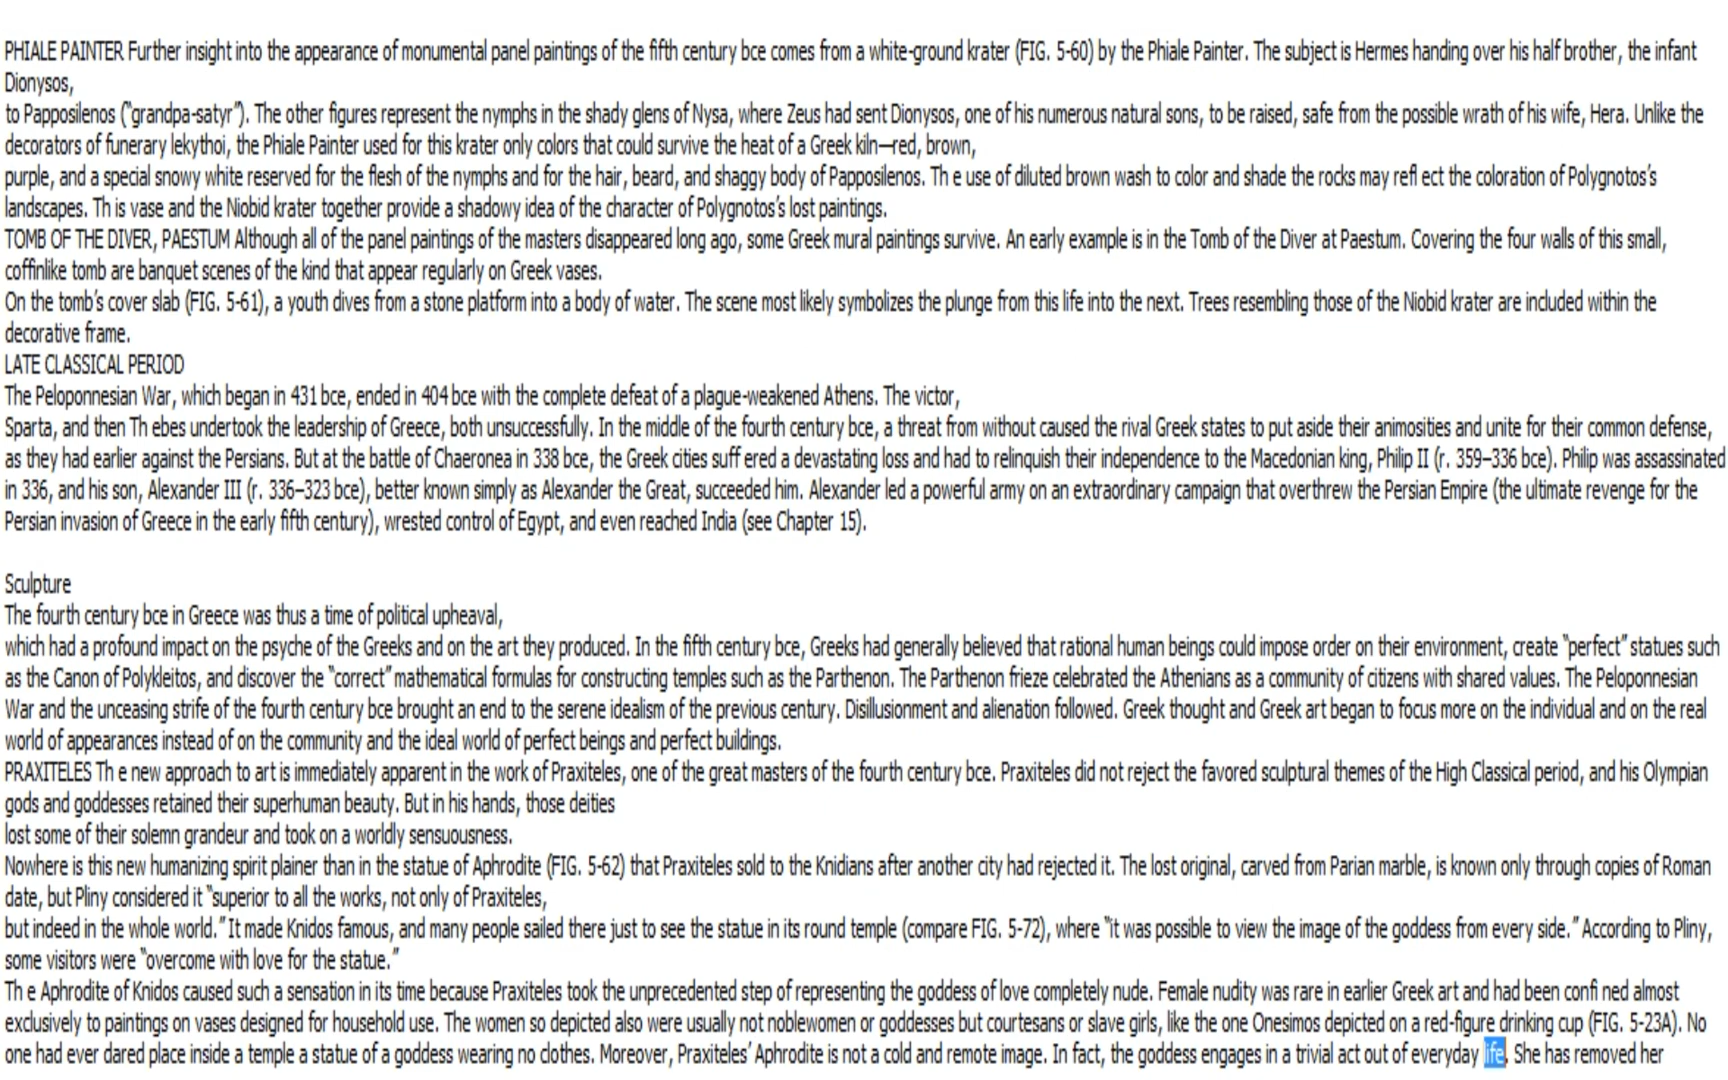 PHIALE PAINTER Further insight into the appearance of monumental panel paintings of the fifth century bce comes from a white-ground krater (FIG. 5-60) by the Phiale Painter. The subject is Hermes handing over his half brother, the infant
Dionysos,
to Papposilenos (“grandpa-satyr”). The other figures represent the nymphs in the shady glens of Nysa, where Zeus had sent Dionysos, one of his numerous natural sons, to be raised, safe from the possible wrath of his wife, Hera. Unlike the
decorators of funerary lekythoi, the Phiale Painter used for this krater only colors that could survive the heat of a Greek kiln—red, brown,
purple, and a special snowy white reserved for the flesh of the nymphs and for the hair, beard, and shaggy body of Papposilenos. Th e use of diluted brown wash to color and shade the rocks may refl ect the coloration of Polygnotos’s
landscapes. Th is vase and the Niobid krater together provide a shadowy idea of the character of Polygnotos’s lost paintings.
TOMB OF THE DIVER, PAESTUM Although all of the panel paintings of the masters disappeared long ago, some Greek mural paintings survive. An early example is in the Tomb of the Diver at Paestum. Covering the four walls of this small,
coffinlike tomb are banquet scenes of the kind that appear regularly on Greek vases.
On the tomb’s cover slab (FIG. 5-61), a youth dives from a stone platform into a body of water. The scene most likely symbolizes the plunge from this life into the next. Trees resembling those of the Niobid krater are included within the
decorative frame.
LATE CLASSICAL PERIOD
The Peloponnesian War, which began in 431 bce, ended in 404 bce with the complete defeat of a plague-weakened Athens. The victor,
Sparta, and then Th ebes undertook the leadership of Greece, both unsuccessfully. In the middle of the fourth century bce, a threat from without caused the rival Greek states to put aside their animosities and unite for their common defense,
as they had earlier against the Persians. But at the battle of Chaeronea in 338 bce, the Greek cities suff ered a devastating loss and had to relinquish their independence to the Macedonian king, Philip II (r. 359–336 bce). Philip was assassinated
in 336, and his son, Alexander III (r. 336–323 bce), better known simply as Alexander the Great, succeeded him. Alexander led a powerful army on an extraordinary campaign that overthrew the Persian Empire (the ultimate revenge for the
Persian invasion of Greece in the early fifth century), wrested control of Egypt, and even reached India (see Chapter 15).
Sculpture
The fourth century bce in Greece was thus a time of political upheaval,
which had a profound impact on the psyche of the Greeks and on the art they produced. In the fifth century bce, Greeks had generally believed that rational human beings could impose order on their environment, create “perfect” statues such
as the Canon of Polykleitos, and discover the “correct” mathematical formulas for constructing temples such as the Parthenon. The Parthenon frieze celebrated the Athenians as a community of citizens with shared values. The Peloponnesian
War and the unceasing strife of the fourth century bce brought an end to the serene idealism of the previous century. Disillusionment and alienation followed. Greek thought and Greek art began to focus more on the individual and on the real
world of appearances instead of on the community and the ideal world of perfect beings and perfect buildings.
PRAXITELES Th e new approach to art is immediately apparent in the work of Praxiteles, one of the great masters of the fourth century bce. Praxiteles did not reject the favored sculptural themes of the High Classical period, and his Olympian
gods and goddesses retained their superhuman beauty. But in his hands, those deities
lost some of their solemn grandeur and took on a worldly sensuousness.
Nowhere is this new humanizing spirit plainer than in the statue of Aphrodite (FIG. 5-62) that Praxiteles sold to the Knidians after another city had rejected it. The lost original, carved from Parian marble, is known only through copies of Roman
date, but Pliny considered it “superior to all the works, not only of Praxiteles,
but indeed in the whole world.” It made Knidos famous, and many people sailed there just to see the statue in its round temple (compare FIG. 5-72), where “it was possible to view the image of the goddess from every side.” According to Pliny,
some visitors were “overcome with love for the statue.”
Th e Aphrodite of Knidos caused such a sensation in its time because Praxiteles took the unprecedented step of representing the goddess of love completely nude. Female nudity was rare in earlier Greek art and had been confi ned almost
exclusively to paintings on vases designed for household use. The women so depicted also were usually not noblewomen or goddesses but courtesans or slave girls, like the one Onesimos depicted on a red-figure drinking cup (FIG. 5-23A). No
one had ever dared place inside a temple a statue of a goddess wearing no clothes. Moreover, Praxiteles’ Aphrodite is not a cold and remote image. In fact, the goddess engages in a trivial act out of everyday life. She has removed her